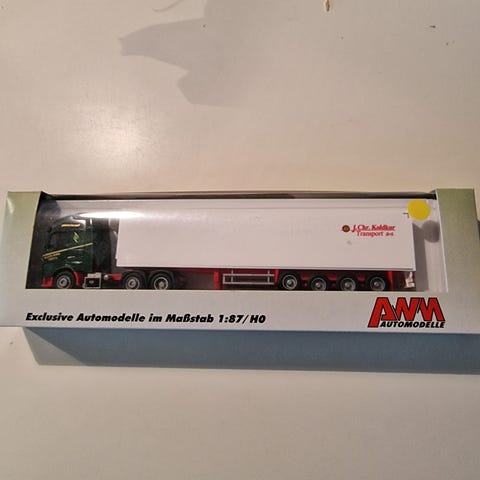 J. Chr. Koldkur
Transport a-s
Exclusive Automodelle im Maßstab 1:87/H0
AWM
AUTOMODELLE